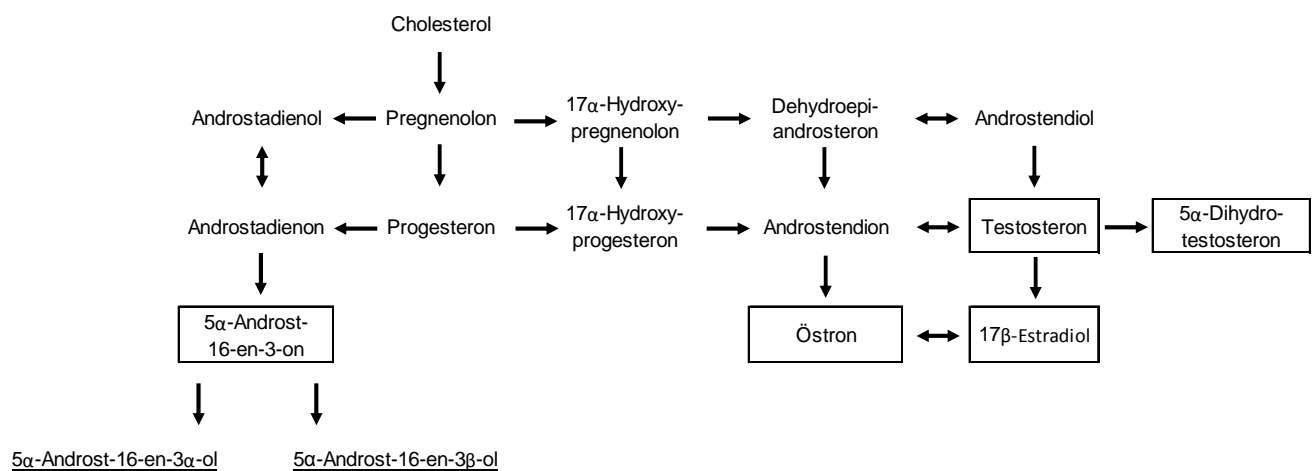 Cholesterol
Androstadienol
Pregnenolon
17α-Hydroxy-
pregnenolon
Dehydroepi-
androsteron
Androstendiol
Androstadienon
Progesteron
17α-Hydroxy-
progesteron
Androstendion
Testosteron
5α-Dihydro-
testosteron
5α-Androst-
16-en-3-on
Östron
17β-Estradiol
5α-Androst-16-en-3α-ol
5α-Androst-16-en-3β-ol